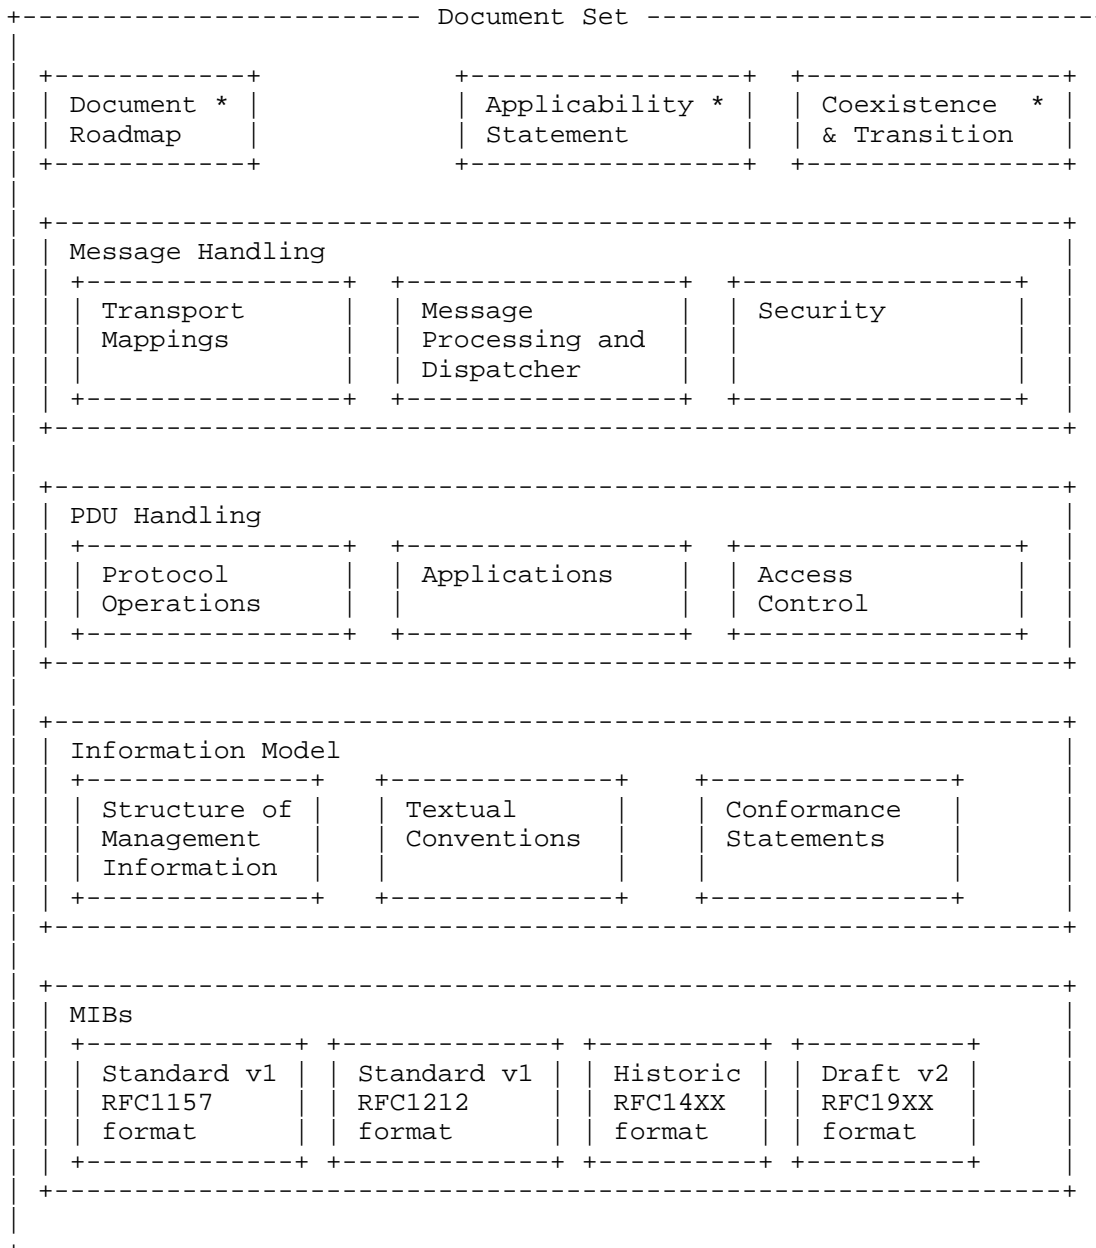 Document Set
Document * Applicability * Coexistence *
Roadmap Statement & Transition
Message Handling
Transport Message Security
Mappings Processing and
Dispatcher
PDU Handling
Protocol Applications Access
Operations Control
Information Model
Structure of Textual Conformance
Management Conventions Statements
Information
MIBs
Standard v1 Standard v1 Historic Draft v2
RFC1157 RFC1212 RFC14XX RFC19XX
format format format format